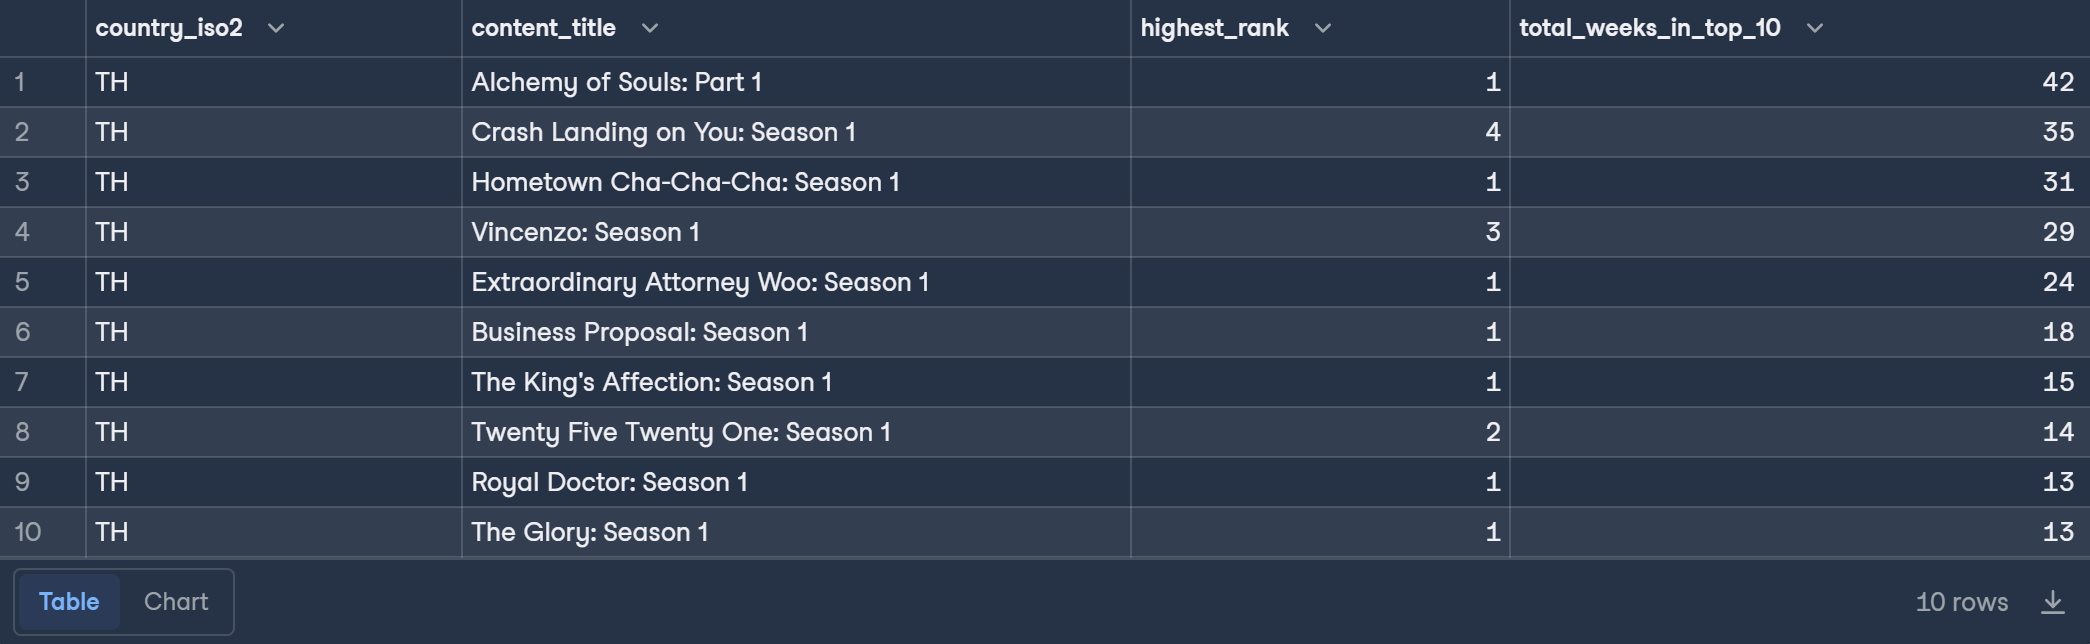 country_iso2 content_title highest_rank total_weeks_in_top_10
1 TH Alchemy of Souls: Part 1 1 42
2 TH Crash Landing on You: Season 1 4 35
3 TH Hometown Cha-Cha-Cha: Season 1 1 31
4 TH Vincenzo: Season 1 3 29
5 TH Extraordinary Attorney Woo: Season 1 1 24
6 TH Business Proposal: Season 1 1 18
7 TH The King's Affection: Season 1 1 15
8 TH Twenty Five Twenty One: Season 1 2 14
9 TH Royal Doctor: Season 1 1 13
10 TH The Glory: Season 1 1 13
Table Chart 10 rows